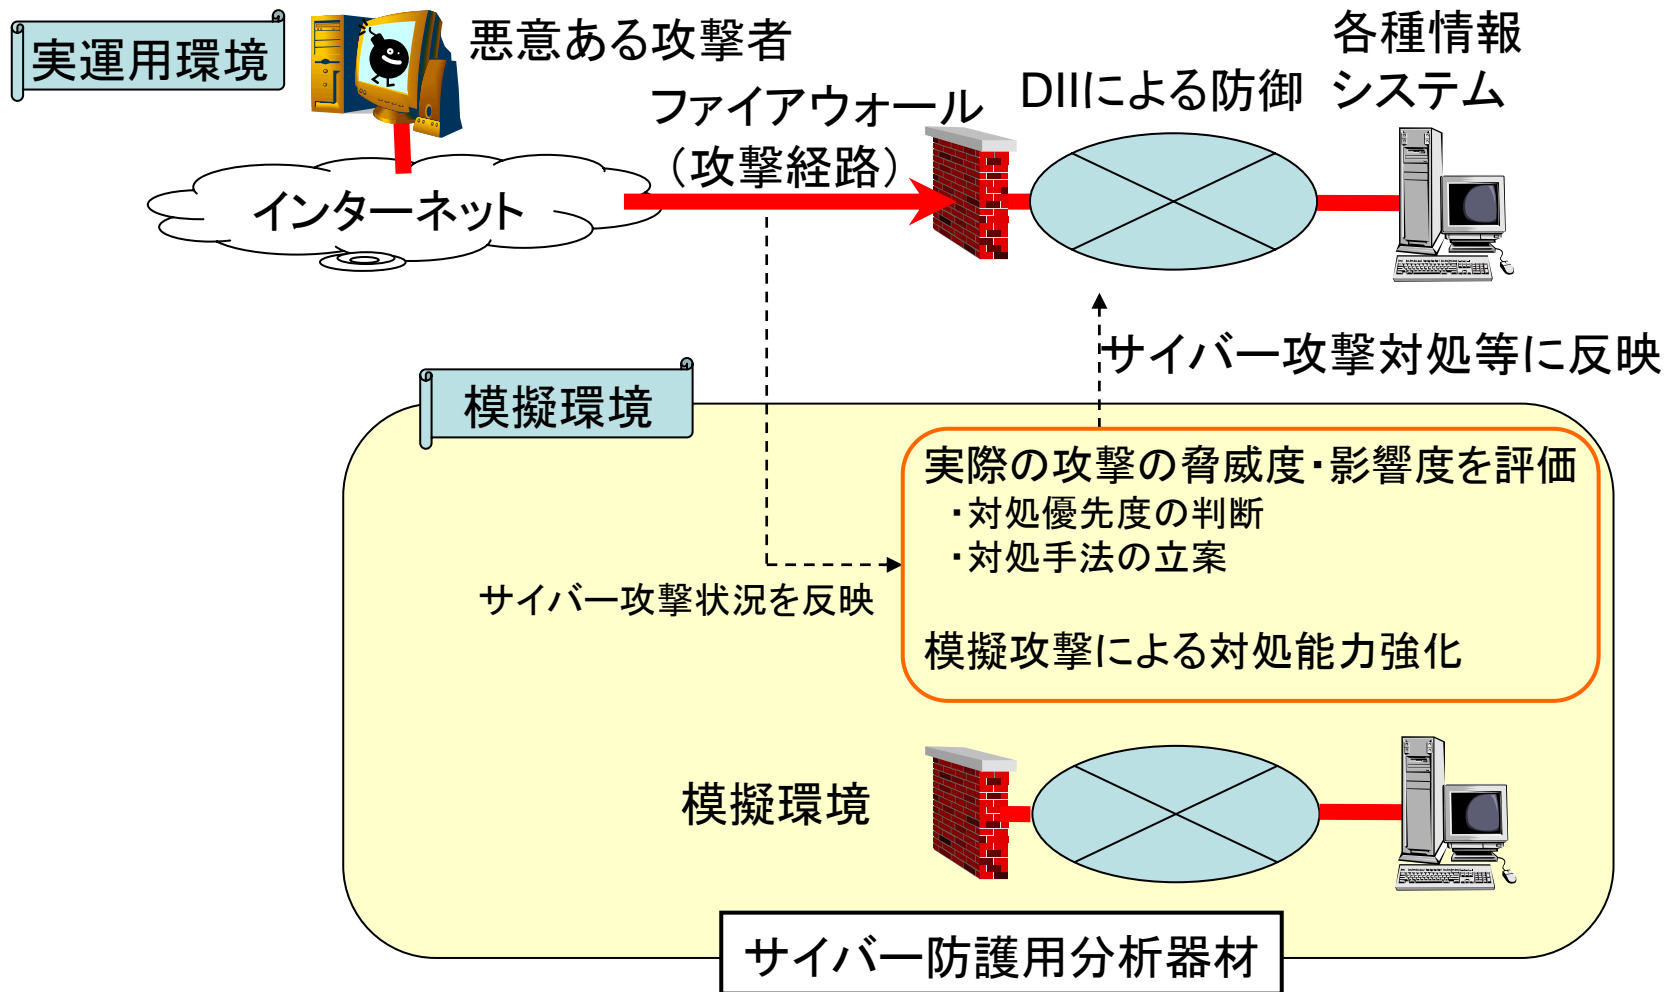 実運用環境
悪意ある攻撃者
ファイアウォール
（攻撃経路）
DIIによる防御
各種情報
システム
インターネット
サイバー攻撃対処等に反映
模擬環境
実際の攻撃の脅威度・影響度を評価
・対処優先度の判断
・対処手法の立案
サイバー攻撃状況を反映
模擬攻撃による対処能力強化
模擬環境
サイバー防護用分析器材